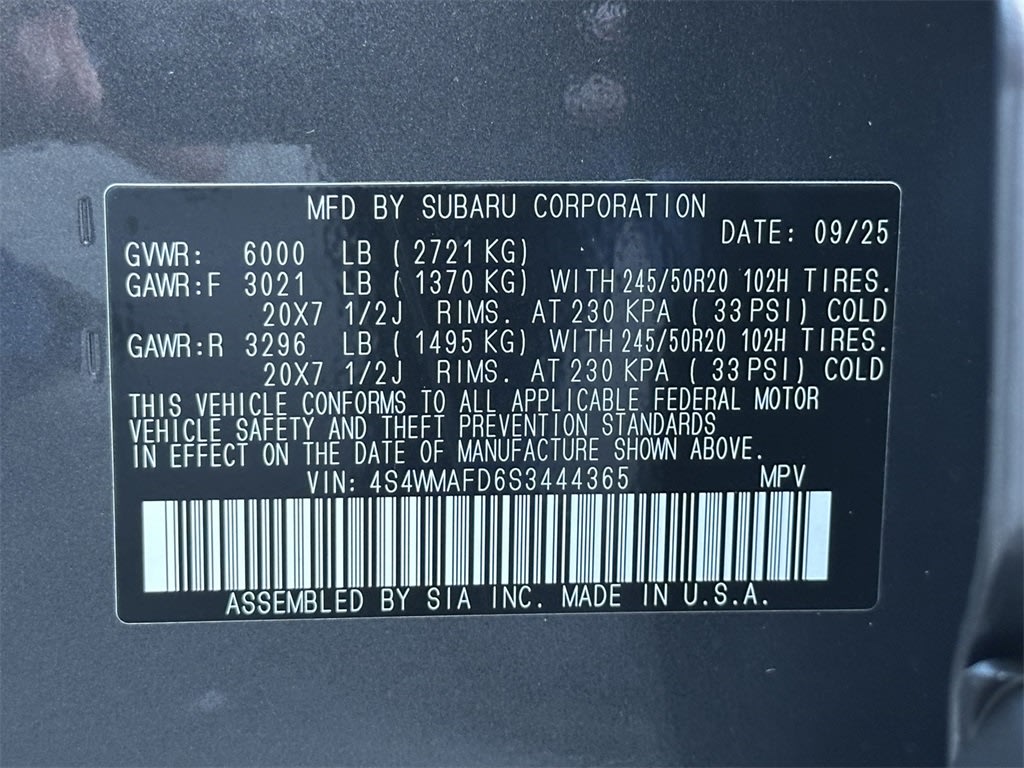 MFD BY SUBARU CORPORATION
DATE: 09/25
GVWR: 6000 LB ( 2721 KG)
GAWR:F 3021 LB ( 1370 KG) WITH 245/50R20 102H TIRES.
20X7 1/2J RIMS. AT 230 KPA ( 33 PSI) COLD
GAWR:R 3296 LB ( 1495 KG) WITH 245/50R20 102H TIRES.
20X7 1/2J RIMS. AT 230 KPA ( 33 PSI) COLD
THIS VEHICLE CONFORMS TO ALL APPLICABLE FEDERAL MOTOR
VEHICLE SAFETY AND THEFT PREVENTION STANDARDS
IN EFFECT ON THE DATE OF MANUFACTURE SHOWN ABOVE.
VIN: 4S4WMAFD6S3444365 MPV
ASSEMBLED BY SIA INC. MADE IN U.S.A.